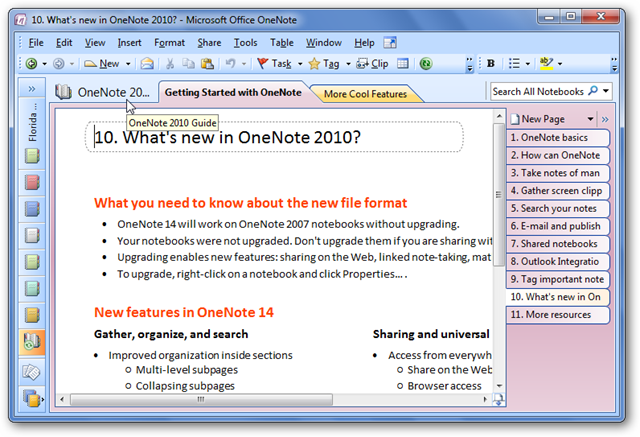 10. What's new in OneNote 2010? - Microsoft Office OneNote
File Edit View Insert Format Share Tools Table Window Help
New Task Tag Clip B
OneNote 20... Getting Started with OneNote More Cool Features Search All Notebooks
OneNote 2010 Guide
Florida ...
10. What's new in OneNote 2010?
What you need to know about the new file format
• OneNote 14 will work on OneNote 2007 notebooks without upgrading.
• Your notebooks were not upgraded. Don't upgrade them if you are sharing wit
• Upgrading enables new features: sharing on the Web, linked note-taking, mat
• To upgrade, right-click on a notebook and click Properties... .
New features in OneNote 14
Gather, organize, and search
• Improved organization inside sections
o Multi-level subpages
o Collapsing subpages
Sharing and universal
• Access from everywh
o Share on the Web
o Browser access
New Page
1. OneNote basics
2. How can OneNote
3. Take notes of man
4. Gather screen clipp
5. Search your notes
6. E-mail and publish
7. Shared notebooks
8. Outlook Integratio
9. Tag important note
10. What's new in On
11. More resources